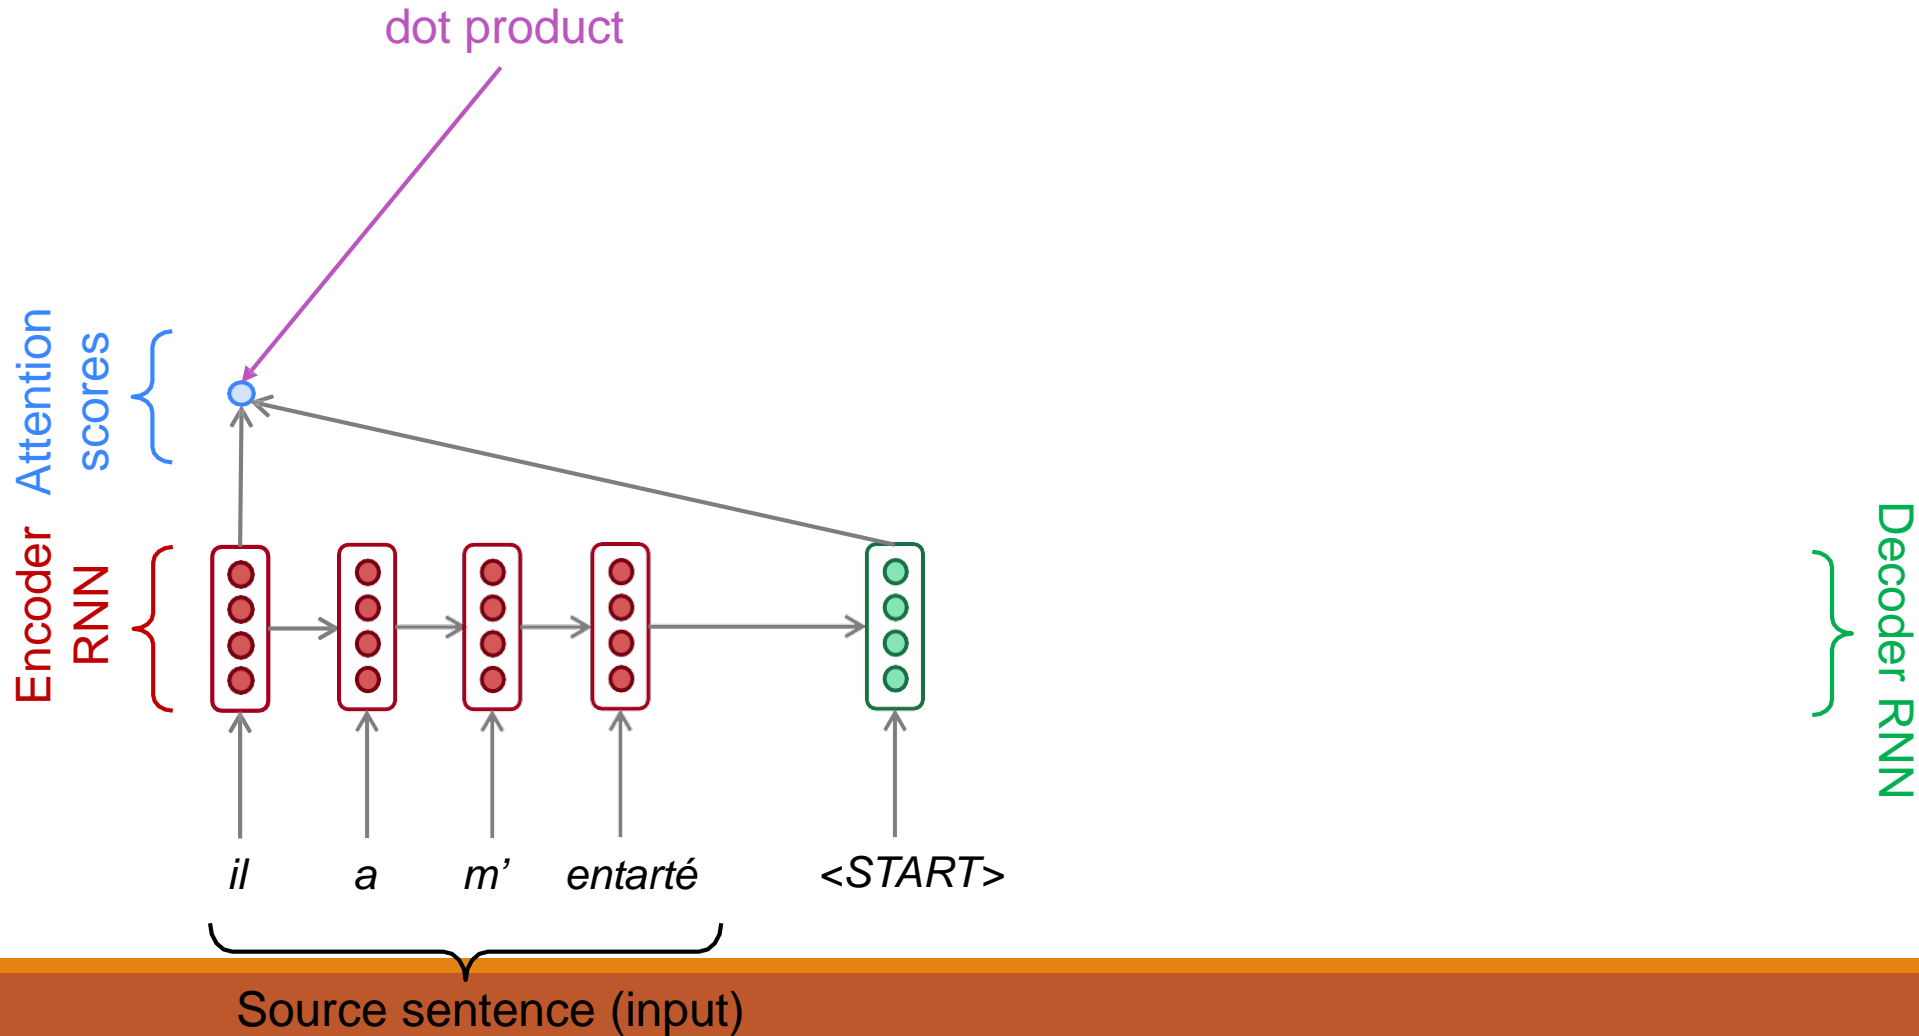 dot product
Attention
scores
Encoder
RNN
Decoder RNN
il a m’ entarté <START>
Source sentence (input)